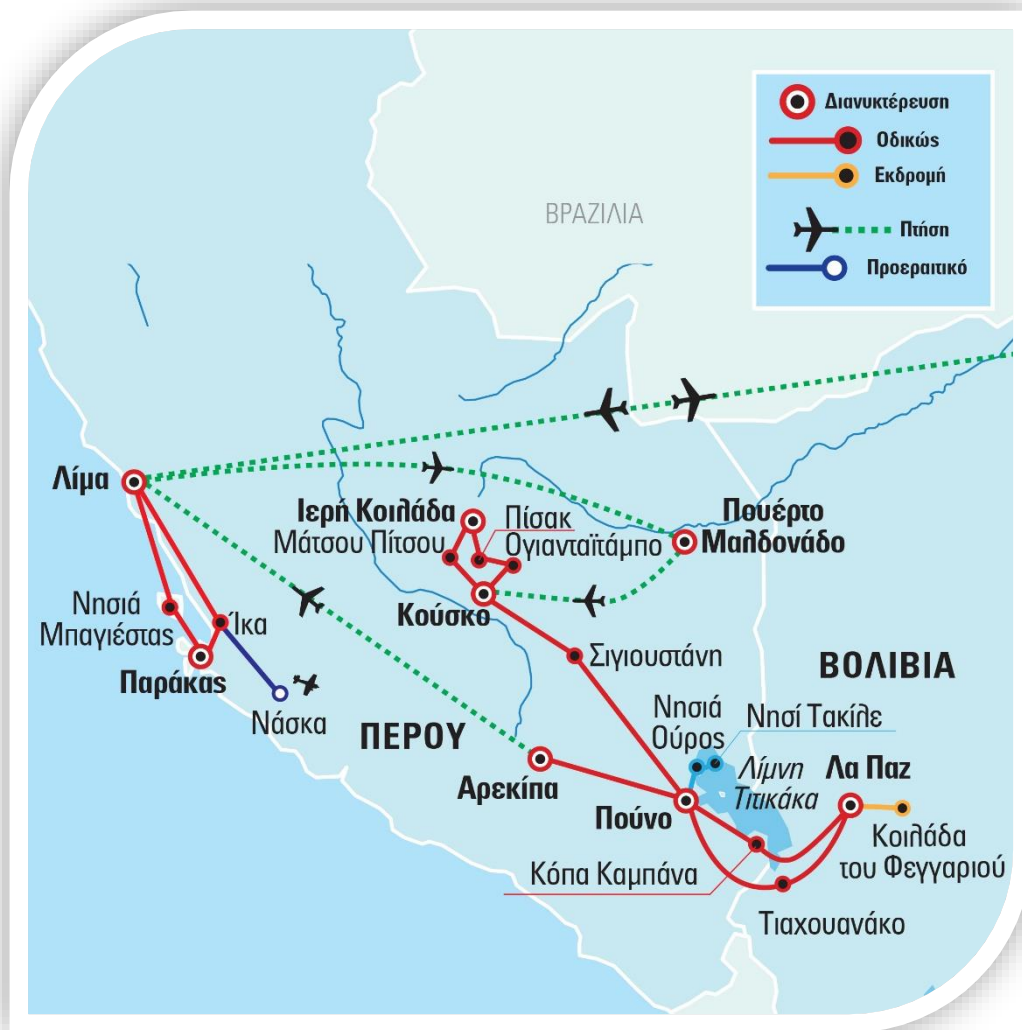 Διανυκτέρευση
Οδικώς
Εκδρομή
Πτήση
Προεραιτικό
ΒΡΑΖΙΛΙΑ
Λίμα
Ιερή Κοιλάδα
Μάτσου Πίτσου
Πίσακ
Ογιανταϊτάμπο
Πουέρτο
Μαλδονάδο
Κούσκο
Νησιά
Μπαγιέστας
Ίκα
Παράκας
Νάσκα
ΠΕΡΟΥ
Σιγιουστάνη
ΒΟΛΙΒΙΑ
Νησιά
Ούρος
Νησί Τακίλε
Λίμνη
Τιτικάκα
Λα Παζ
Αρεκίπα
Πούνο
Κοιλάδα
του Φεγγαριού
Κόπα Καμπάνα
Τιαχουανάκο